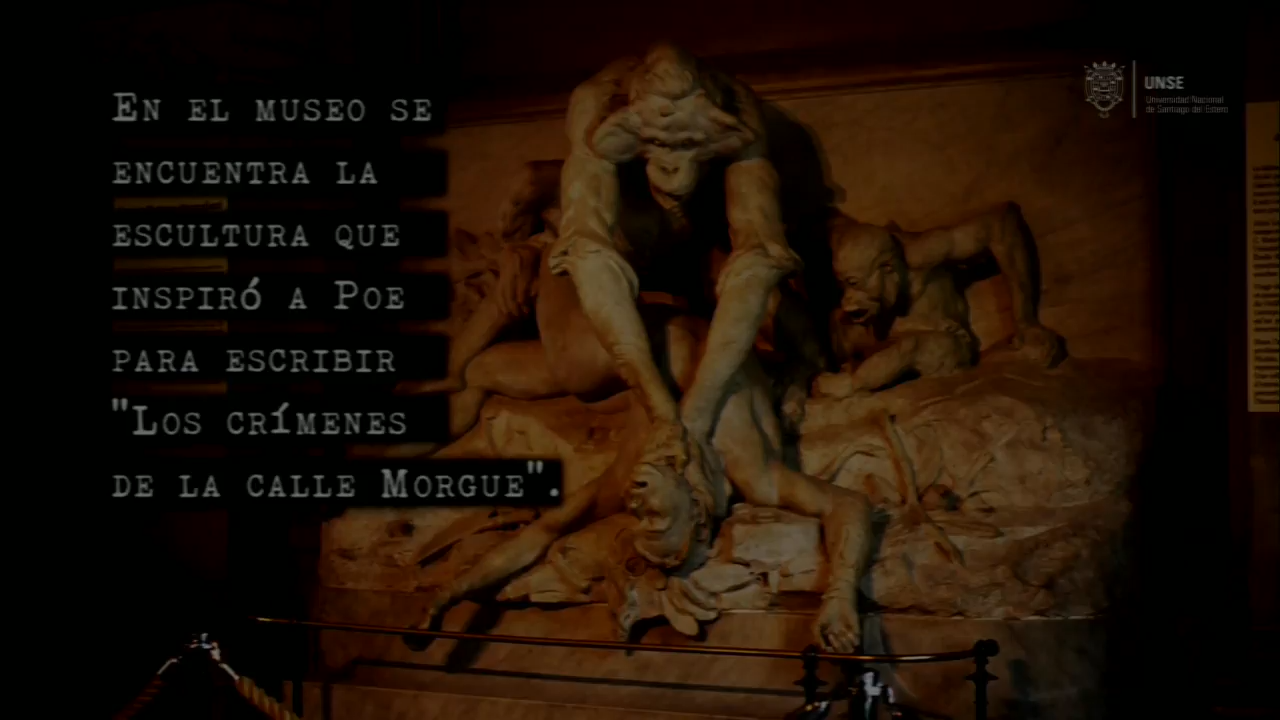 En el museo se
encuentra la
escultura que
inspiró a Poe
para escribir
"Los crímenes
de la calle Morgue".
UNSE
Universidad Nacional
de Santiago del Estero